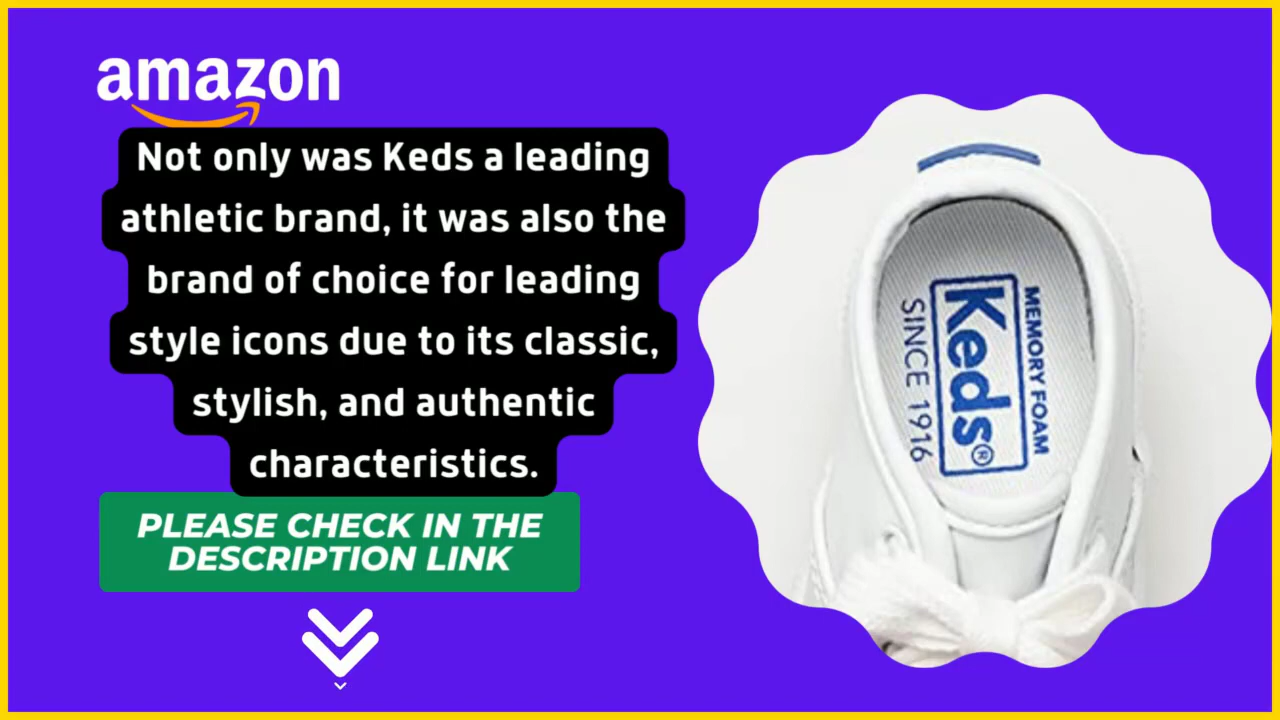 amazon
Not only was Keds a leading
athletic brand, it was also the
brand of choice for leading
style icons due to its classic,
stylish, and authentic
characteristics.
PLEASE CHECK IN THE
DESCRIPTION LINK
MEMORY FOAM
Keds®
SINCE 1916